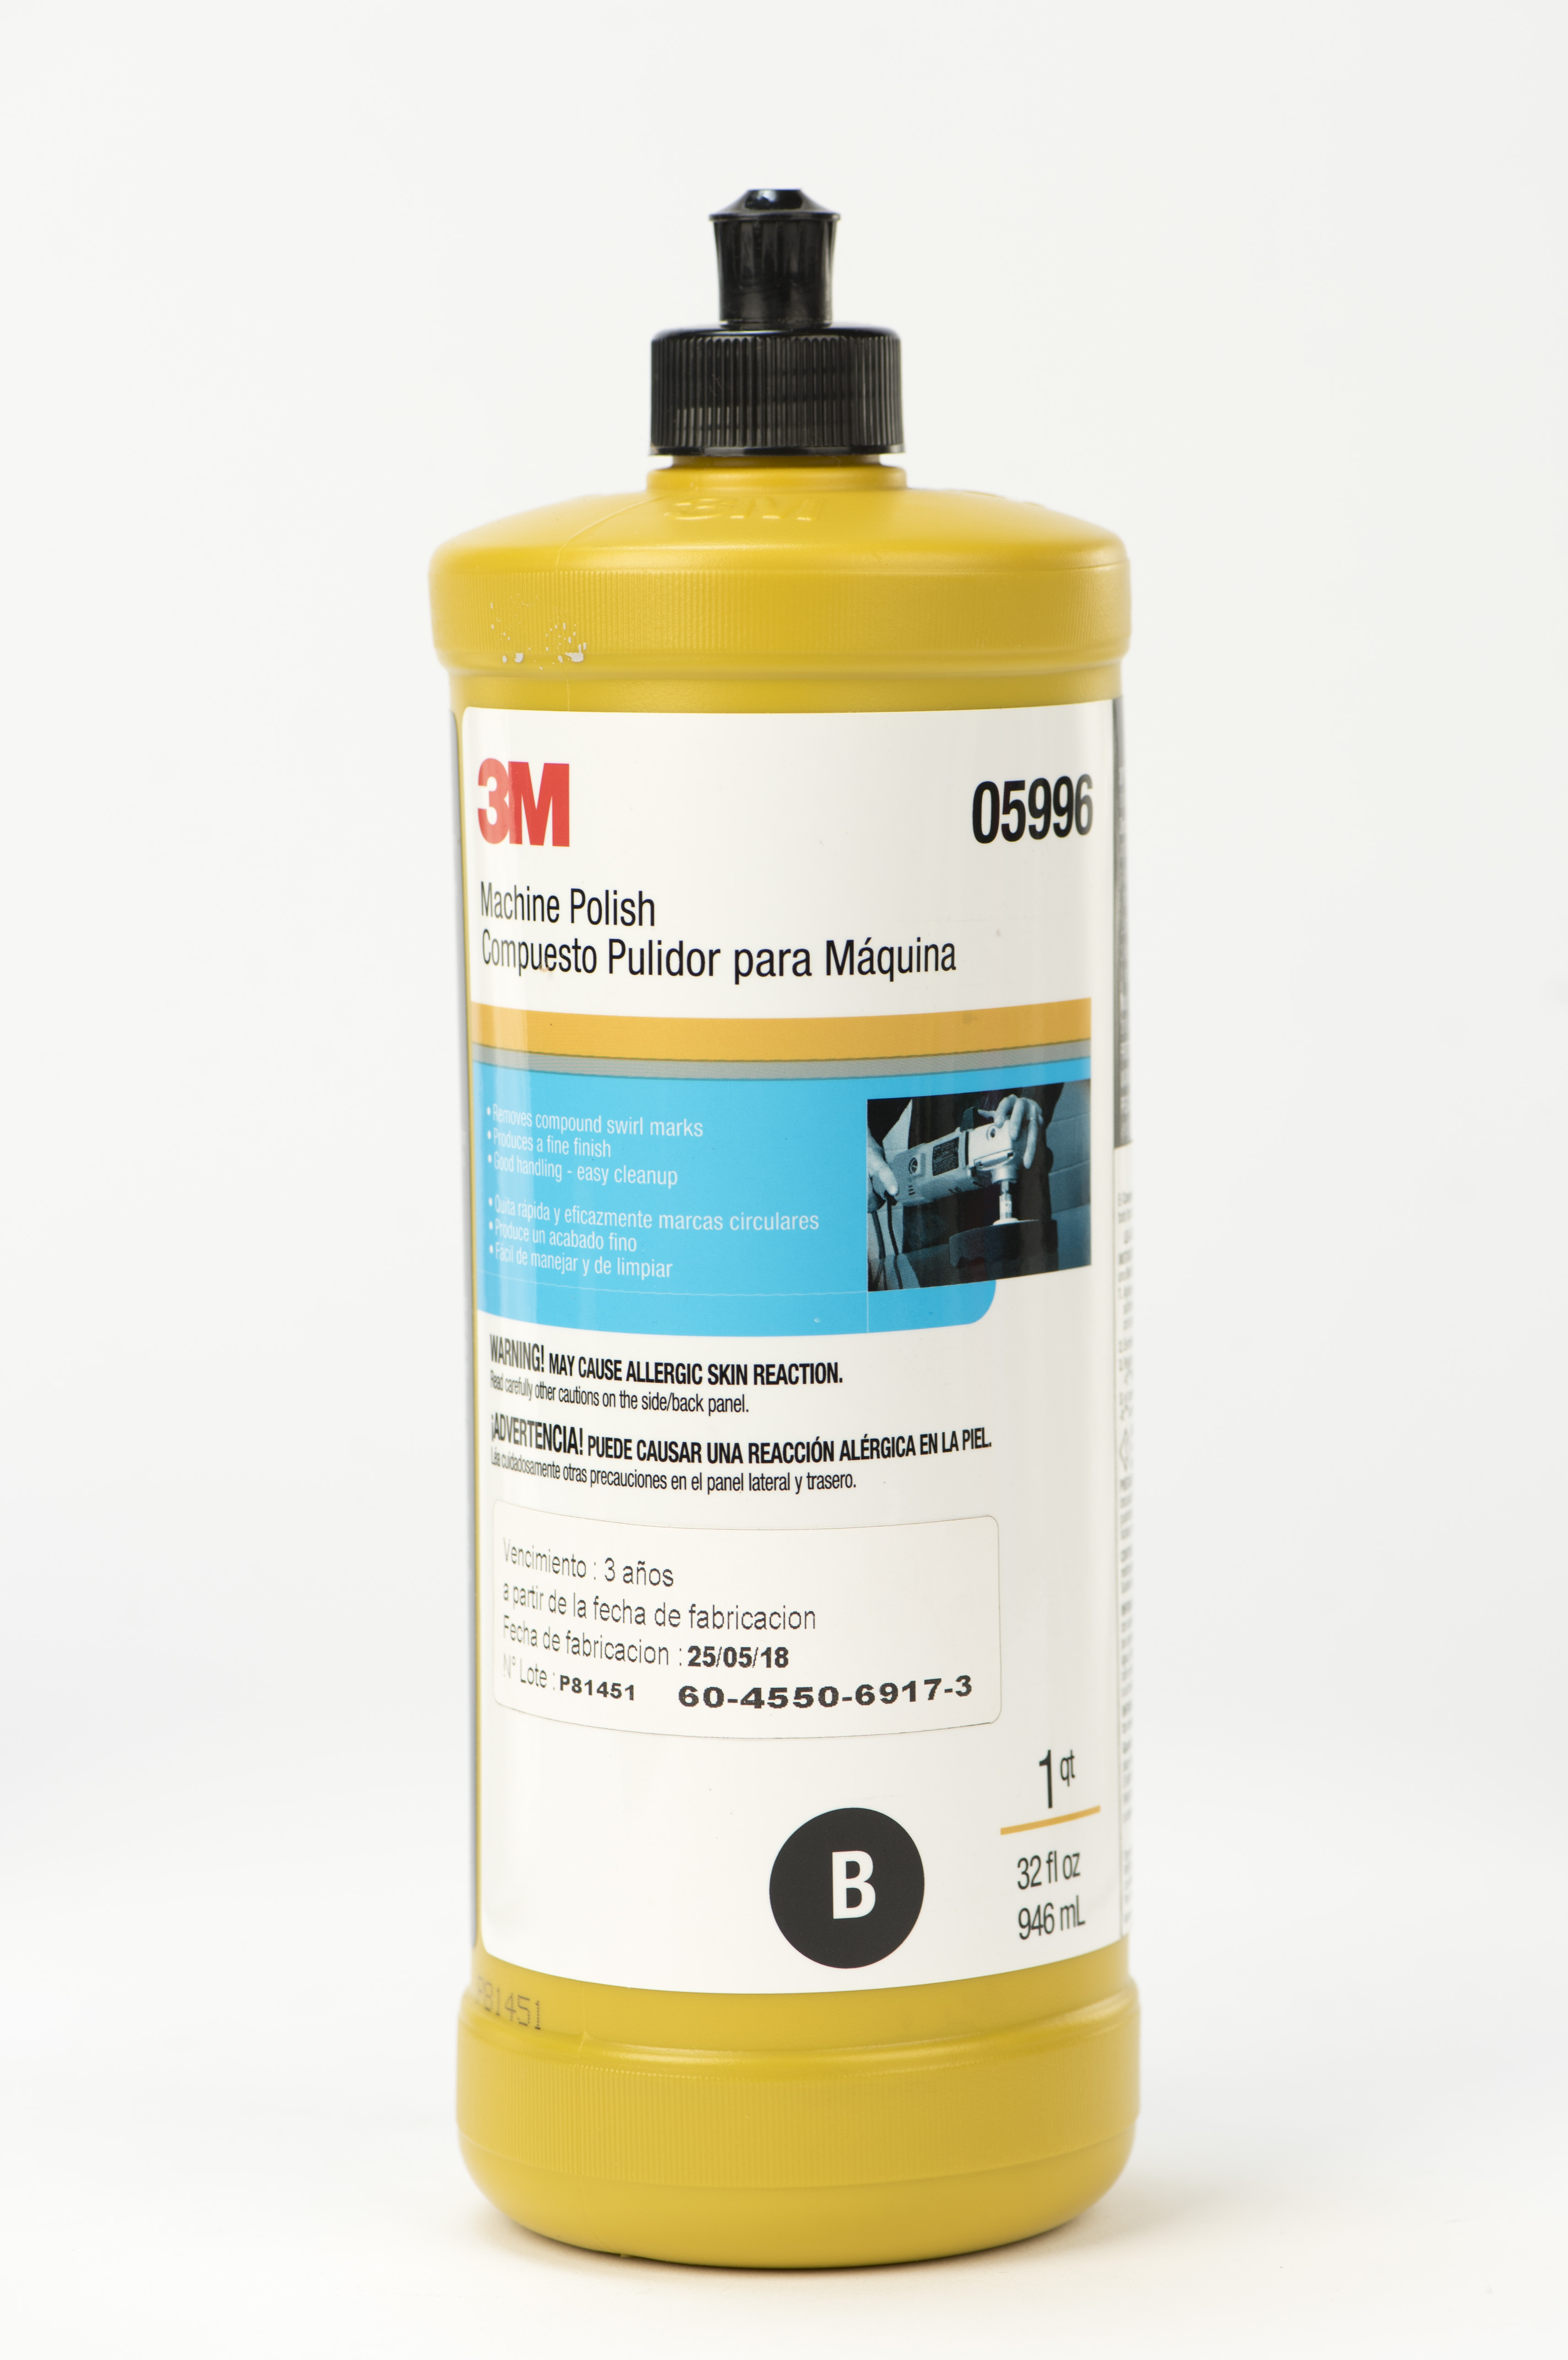 3M
3M
05996
Machine Polish
Compuesto Pulidor para Máquina
• Removes compound swirl marks
• Produces a fine finish
• Good handling - easy cleanup
• Quita rápida y eficazmente marcas circulares
• Produce un acabado fino
• Fácil de manejar y de limpiar
WARNING! MAY CAUSE ALLERGIC SKIN REACTION.
Read carefully other cautions on the side/back panel.
¡ADVERTENCIA! PUEDE CAUSAR UNA REACCIÓN ALÉRGICA EN LA PIEL.
Léa cuidadosamente otras precauciones en el panel lateral y trasero.
Vencimiento : 3 años
a partir de la fecha de fabricacion
Fecha de fabricacion : 25/05/18
N° Lote : P81451 60-4550-6917-3
1 qt
32 fl oz
946 mL
B
P81451